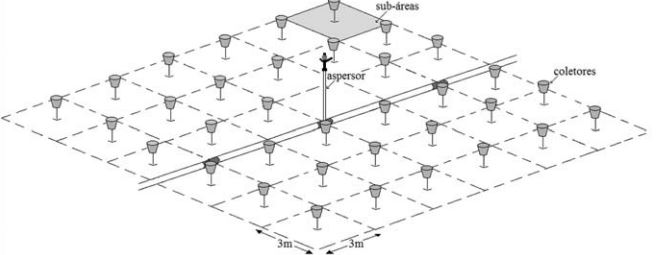 sub-áreas
aspersor
coletores
3m
3m